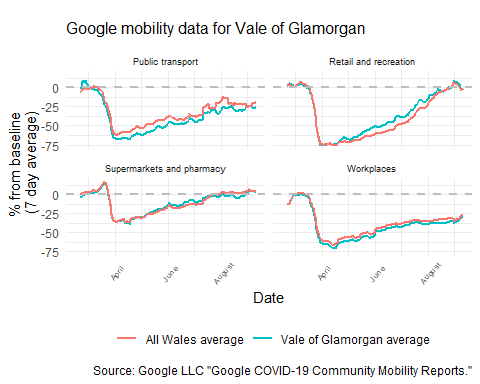 Google mobility data for Vale of Glamorgan
Public transport
Retail and recreation
0
-25
-50
-75
Supermarkets and pharmacy
Workplaces
0
-25
-50
-75
% from baseline
(7 day average)
April
June
August
April
June
August
Date
All Wales average
Vale of Glamorgan average
Source: Google LLC "Google COVID-19 Community Mobility Reports."